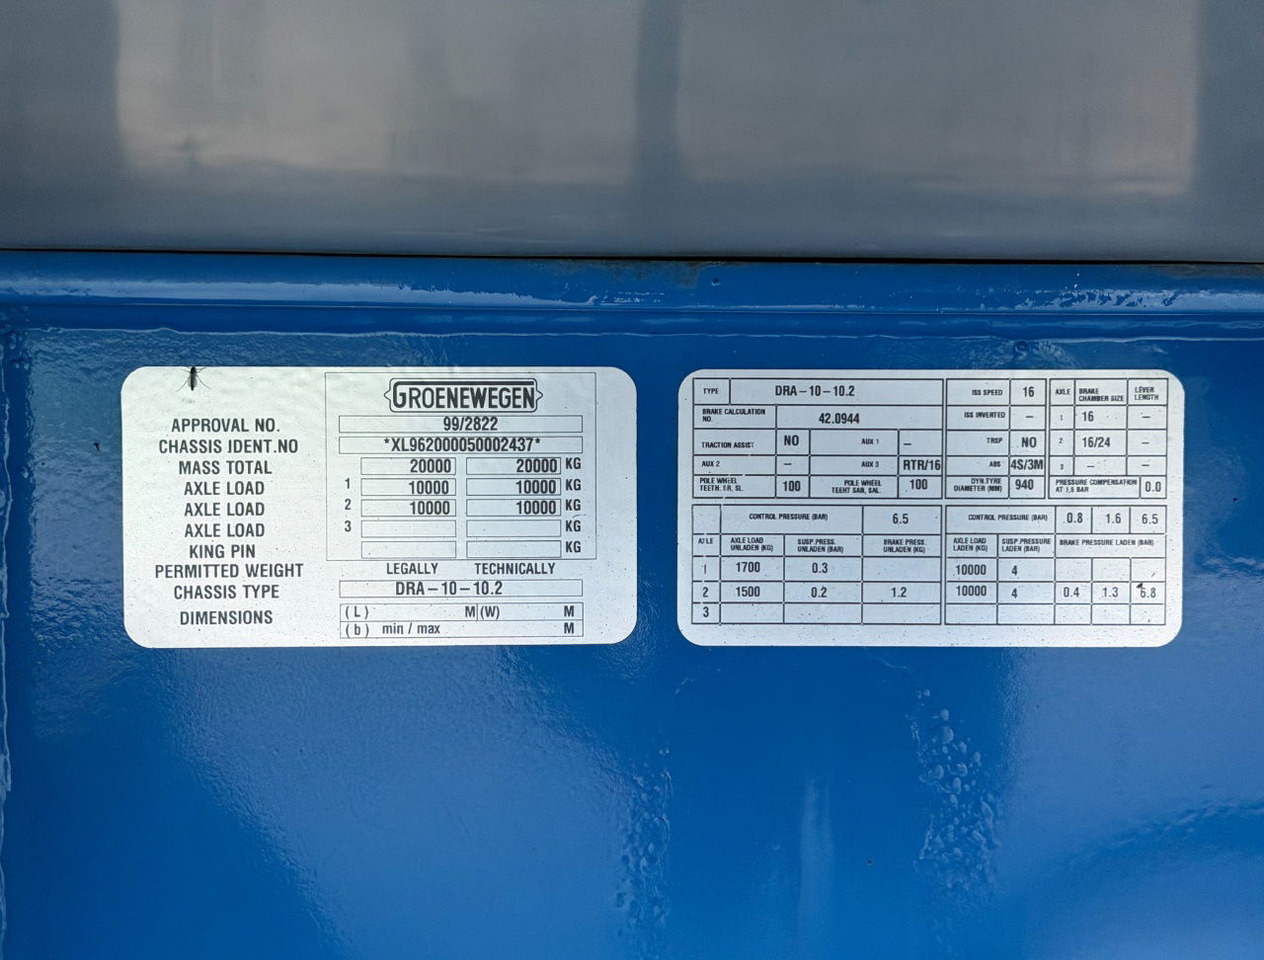 GROENEWEGEN
APPROVAL NO. 99/2822
CHASSIS IDENT.NO *XL962000050002437*
MASS TOTAL 20000 20000 KG
AXLE LOAD 1 10000 10000 KG
AXLE LOAD 2 10000 10000 KG
AXLE LOAD 3 KG
KING PIN KG
PERMITTED WEIGHT LEGALLY TECHNICALLY
CHASSIS TYPE DRA-10-10.2
DIMENSIONS (L) M (W) M
(b) min / max M
TYPE DRA-10-10.2 ISS SPEED 16 AXLE BRAKE CHAMBER SIZE LEVER LENGTH
BRAKE CALCULATION NO. 42.0944 ISS INVERTED – 1 16 –
TRACTION ASSIST NO AUX 1 – TRSP NO 2 16/24 –
AUX 2 – AUX 3 RTR/16 ABS 4S/3M 3 – –
POLE WHEEL TEETH, S.R, SL. 100 POLE WHEEL TEEHT SAR, SAL. 100 DYN.TYRE DIAMETER (MM) 940 PRESSURE COMPENSATION AT 1,6 BAR 0.0
CONTROL PRESSURE (BAR) 6.5 CONTROL PRESSURE (BAR) 0.8 1.6 6.5
AXLE AXLE LOAD UNLADEN (KG) SUSP.PRESS. UNLADEN (BAR) BRAKE PRESS. UNLADEN (KG) AXLE LOAD LADEN (KG) SUSP.PRESSURE LADEN (BAR) BRAKE PRESSURE LADEN (BAR)
1 1700 0.3 10000 4
2 1500 0.2 1.2 10000 4 0.4 1.3 6.8
3